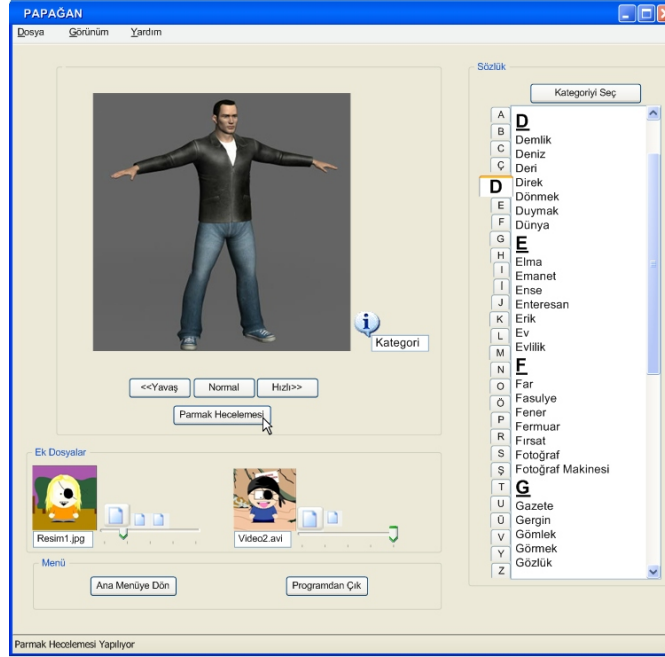 PAPAĞAN
Dosya Görünüm Yardım
Kategori
<<Yavaş Normal Hızlı>>
Parmak Hecelemesi
Ek Dosyalar
Resim1.jpg
Video2.avi
Menü
Ana Menüye Dön Programdan Çık
Parmak Hecelemesi Yapılıyor
Sözlük
Kategoriyi Seç
A
B
C
Ç
D
E
F
G
H
I
İ
J
K
L
M
N
O
Ö
P
R
S
Ş
T
U
Ü
V
Y
Z
D
Demlik
Deniz
Deri
Direk
Dönmek
Duymak
Dünya
E
Elma
Emanet
Ense
Enteresan
Erik
Ev
Evlilik
F
Far
Fasulye
Fener
Fermuar
Fırsat
Fotoğraf
Fotoğraf Makinesi
G
Gazete
Gergin
Gömlek
Görmek
Gözlük